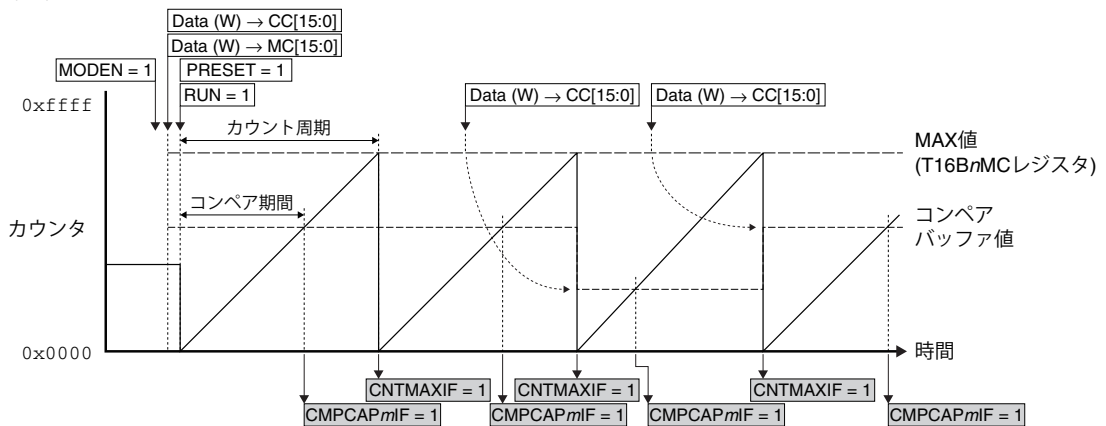 Data (W) → CC[15:0]
Data (W) → MC[15:0]
MODEN = 1
PRESET = 1
RUN = 1
Data (W) → CC[15:0]
Data (W) → CC[15:0]
0xffff
カウント周期
MAX値
(T16BnMCレジスタ)
コンペア期間
コンペア
バッファ値
カウンタ
0x0000
時間
CNTMAXIF = 1
CNTMAXIF = 1
CNTMAXIF = 1
CMPCAPmIF = 1
CMPCAPmIF = 1
CMPCAPmIF = 1
CMPCAPmIF = 1